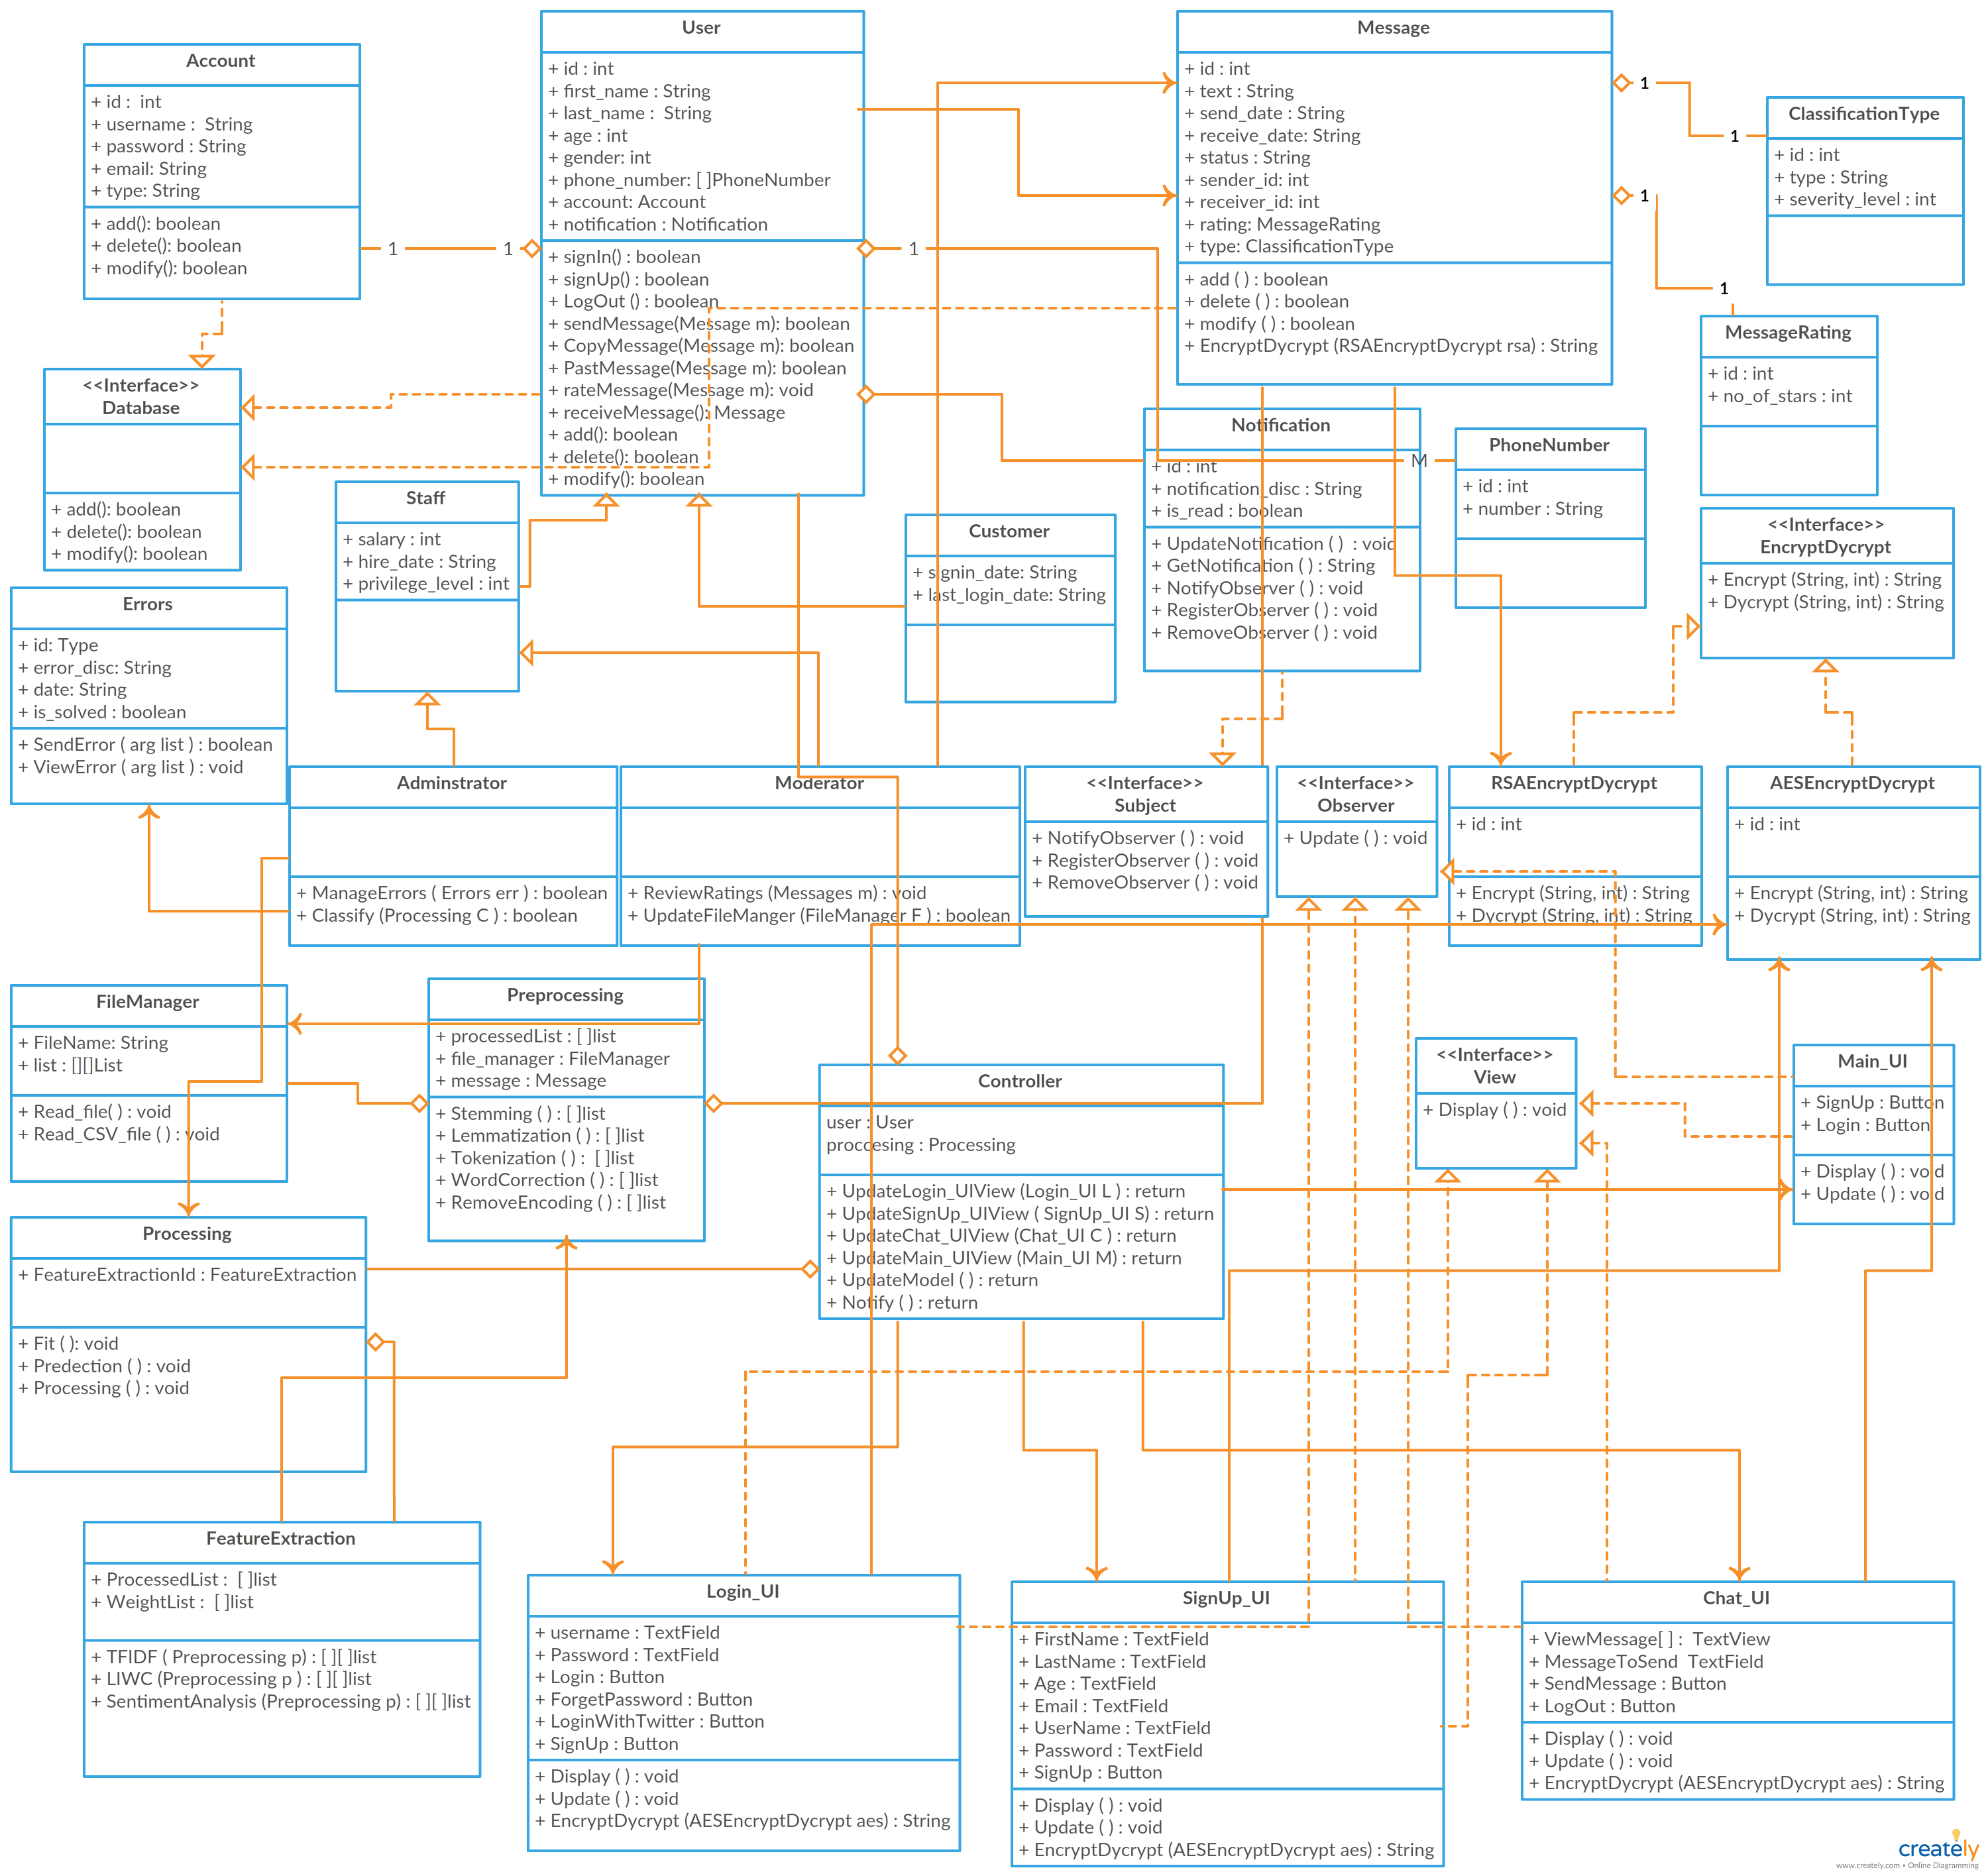 Account
+ id :  int
+ username :  String
+ password : String
+ email: String
+ type: String
+ add(): boolean
+ delete(): boolean
+ modify(): boolean
User
+ id : int
+ first_name : String
+ last_name :  String
+ age : int
+ gender: int
+ phone_number: [ ]PhoneNumber
+ account: Account
+ notification : Notification
+ signIn() : boolean
+ signUp() : boolean
+ LogOut () : boolean
+ sendMessage(Message m): boolean
+ CopyMessage(Message m): boolean
+ PastMessage(Message m): boolean
+ rateMessage(Message m): void
+ receiveMessage(): Message
+ add(): boolean
+ delete(): boolean
+ modify(): boolean
Message
+ id : int
+ text : String
+ send_date : String
+ receive_date: String
+ status : String
+ sender_id: int
+ receiver_id: int
+ rating: MessageRating
+ type: ClassificationType
+ add ( ) : boolean
+ delete ( ) : boolean
+ modify ( ) : boolean
+ EncryptDycrypt (RSAEncryptDycrypt rsa) : String
1
1
1
1
1
1
1
M
ClassificationType
+ id : int
+ type : String
+ severity_level : int
MessageRating
+ id : int
+ no_of_stars : int
<<Interface>>
Database
+ add(): boolean
+ delete(): boolean
+ modify(): boolean
Staff
+ salary : int
+ hire_date : String
+ privilege_level : int
Customer
+ signin_date: String
+ last_login_date: String
Notification
+ id : int
+ notification_disc : String
+ is_read : boolean
+ UpdateNotification ( ) : void
+ GetNotification ( ) : String
+ NotifyObserver ( ) : void
+ RegisterObserver ( ) : void
+ RemoveObserver ( ) : void
PhoneNumber
+ id : int
+ number : String
<<Interface>>
EncryptDycrypt
+ Encrypt (String, int) : String
+ Dycrypt (String, int) : String
Errors
+ id: Type
+ error_disc: String
+ date: String
+ is_solved : boolean
+ SendError ( arg list ) : boolean
+ ViewError ( arg list ) : void
Adminstrator
+ ManageErrors ( Errors err ) : boolean
+ Classify (Processing C ) : boolean
Moderator
+ ReviewRatings (Messages m) : void
+ UpdateFileManger (FileManager F ) : boolean
<<Interface>>
Subject
+ NotifyObserver ( ) : void
+ RegisterObserver ( ) : void
+ RemoveObserver ( ) : void
<<Interface>>
Observer
+ Update ( ) : void
RSAEncryptDycrypt
+ id : int
+ Encrypt (String, int) : String
+ Dycrypt (String, int) : String
AESEncryptDycrypt
+ id : int
+ Encrypt (String, int) : String
+ Dycrypt (String, int) : String
FileManager
+ FileName: String
+ list : [][]List
+ Read_file( ) : void
+ Read_CSV_file ( ) : void
Preprocessing
+ processedList : [ ]list
+ file_manager : FileManager
+ message : Message
+ Stemming ( ) : [ ]list
+ Lemmatization ( ) : [ ]list
+ Tokenization ( ) :  [ ]list
+ WordCorrection ( ) : [ ]list
+ RemoveEncoding ( ) : [ ]list
Controller
user : User
proccesing : Processing
+ UpdateLogin_UIView (Login_UI L ) : return
+ UpdateSignUp_UIView ( SignUp_UI S) : return
+ UpdateChat_UIView (Chat_UI C ) : return
+ UpdateMain_UIView (Main_UI M) : return
+ UpdateModel ( ) : return
+ Notify ( ) : return
<<Interface>>
View
+ Display ( ) : void
Main_UI
+ SignUp : Button
+ Login : Button
+ Display ( ) : void
+ Update ( ) : void
Processing
+ FeatureExtractionId : FeatureExtraction
+ Fit ( ): void
+ Predection ( ) : void
+ Processing ( ) : void
FeatureExtraction
+ ProcessedList :  [ ]list
+ WeightList :  [ ]list
+ TFIDF ( Preprocessing p) : [ ][ ]list
+ LIWC (Preprocessing p ) : [ ][ ]list
+ SentimentAnalysis (Preprocessing p) : [ ][ ]list
Login_UI
+ username : TextField
+ Password : TextField
+ Login : Button
+ ForgetPassword : Button
+ LoginWithTwitter : Button
+ SignUp : Button
+ Display ( ) : void
+ Update ( ) : void
+ EncryptDycrypt (AESEncryptDycrypt aes) : String
SignUp_UI
+ FirstName : TextField
+ LastName : TextField
+ Age : TextField
+ Email : TextField
+ UserName : TextField
+ Password : TextField
+ SignUp : Button
+ Display ( ) : void
+ Update ( ) : void
+ EncryptDycrypt (AESEncryptDycrypt aes) : String
Chat_UI
+ ViewMessage[ ] :  TextView
+ MessageToSend  TextField
+ SendMessage : Button
+ LogOut : Button
+ Display ( ) : void
+ Update ( ) : void
+ EncryptDycrypt (AESEncryptDycrypt aes) : String
creately
www.creately.com • Online Diagramming